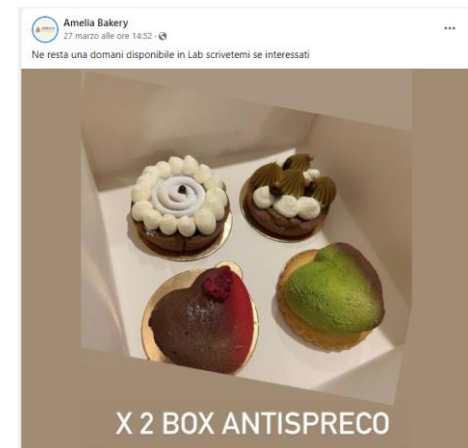 Amelia Bakery
27 marzo alle ore 14:52 ·
Ne resta una domani disponibile in Lab scrivetemi se interessati
X 2 BOX ANTISPRECO